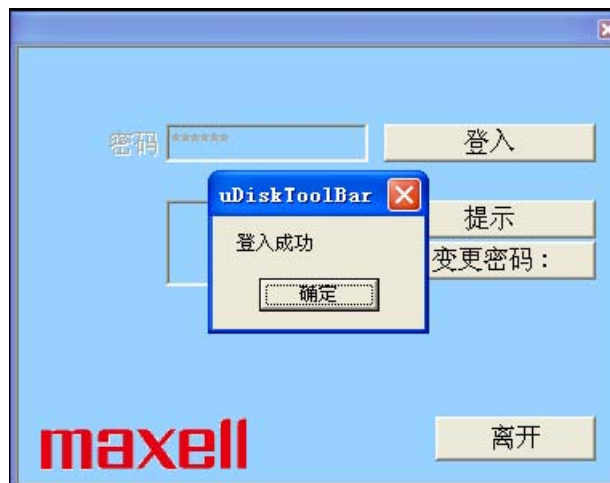 密码 ******
登入
uDiskToolBar
登入成功
确定
提示
变更密码：
maxell
离开